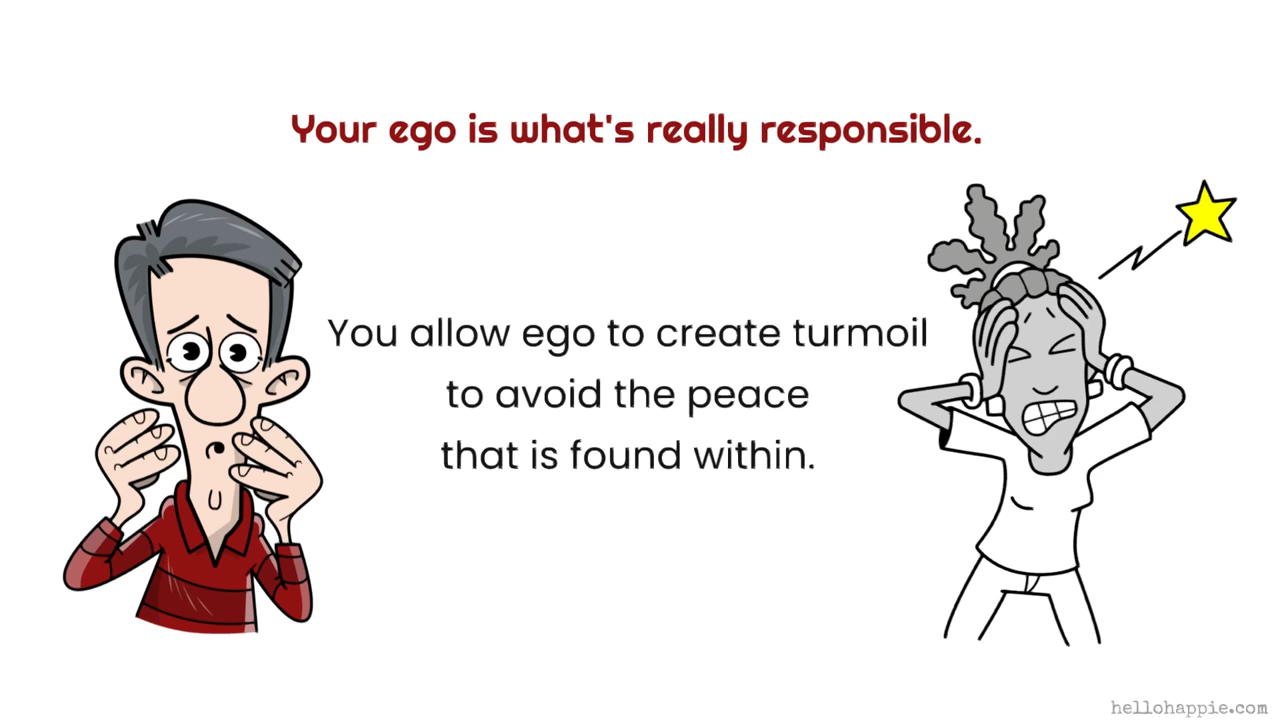 Your ego is what's really responsible.
You allow ego to create turmoil
to avoid the peace
that is found within.
hellohappie.com